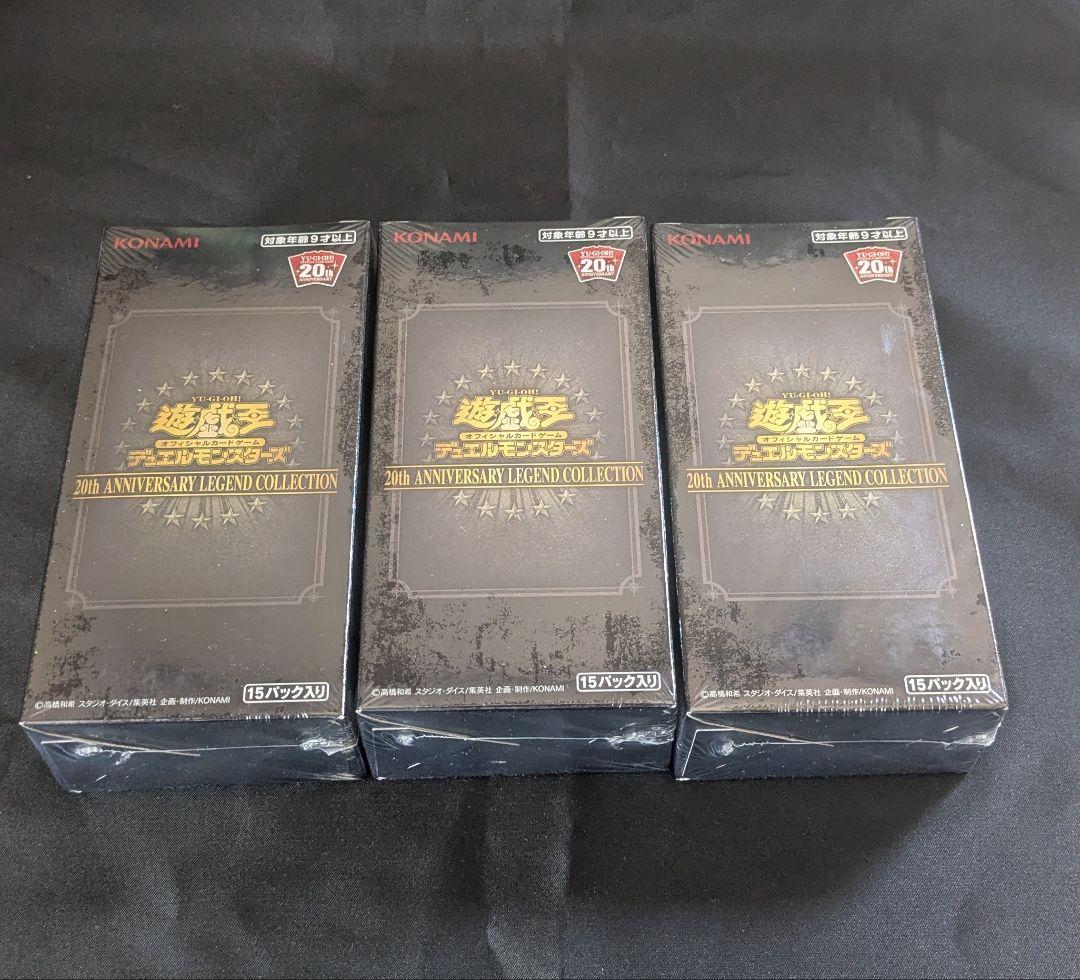 KONAMI
対象年齢9才以上
YU-GI-OH!
20th
ANNIVERSARY
YU-GI-OH!
遊戯王
オフィシャルカードゲーム
デュエルモンスターズ
20th ANNIVERSARY LEGEND COLLECTION
©高橋和希 スタジオ・ダイス/集英社 企画・制作/KONAMI
15パック入り
KONAMI
対象年齢9才以上
YU-GI-OH!
20th
ANNIVERSARY
YU-GI-OH!
遊戯王
オフィシャルカードゲーム
デュエルモンスターズ
20th ANNIVERSARY LEGEND COLLECTION
©高橋和希 スタジオ・ダイス/集英社 企画・制作/KONAMI
15パック入り
KONAMI
対象年齢9才以上
YU-GI-OH!
20th
ANNIVERSARY
YU-GI-OH!
遊戯王
オフィシャルカードゲーム
デュエルモンスターズ
20th ANNIVERSARY LEGEND COLLECTION
©高橋和希 スタジオ・ダイス/集英社 企画・制作/KONAMI
15パック入り